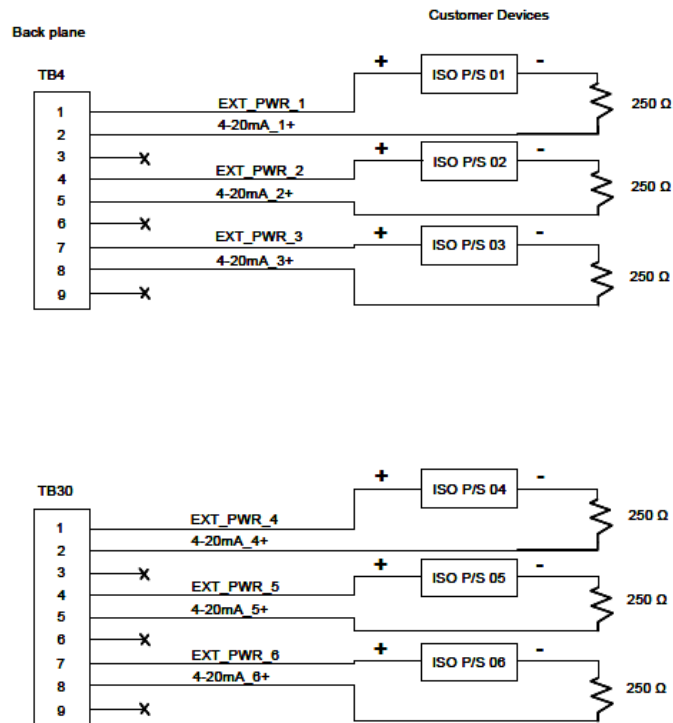 Customer Devices
Back plane
TB4
+ ISO P/S 01 -
250 Ω
1 EXT_PWR_1
2 4-20mA_1+
3
+ ISO P/S 02 -
250 Ω
4 EXT_PWR_2
5 4-20mA_2+
6
+ ISO P/S 03 -
250 Ω
7 EXT_PWR_3
8 4-20mA_3+
9
TB30
+ ISO P/S 04 -
250 Ω
1 EXT_PWR_4
2 4-20mA_4+
3
+ ISO P/S 05 -
250 Ω
4 EXT_PWR_5
5 4-20mA_5+
6
+ ISO P/S 06 -
250 Ω
7 EXT_PWR_6
8 4-20mA_6+
9